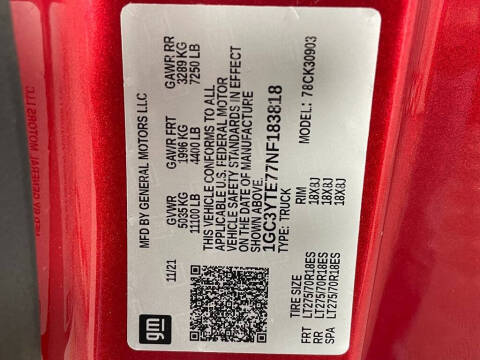 gm
MFD BY GENERAL MOTORS LLC
11/21 GVWR GAWR FRT GAWR RR
5035 KG 1996 KG 3289 KG
11100 LB 4400 LB 7250 LB
THIS VEHICLE CONFORMS TO ALL
APPLICABLE U.S. FEDERAL MOTOR
VEHICLE SAFETY STANDARDS IN EFFECT
ON THE DATE OF MANUFACTURE
SHOWN ABOVE.
1GC3YTE77NF183818
TYPE: TRUCK MODEL: 78CK30903
TIRE SIZE RIM
FRT LT275/70R18ES 18X8J
RR LT275/70R18ES 18X8J
SPA LT275/70R18ES 18X8J